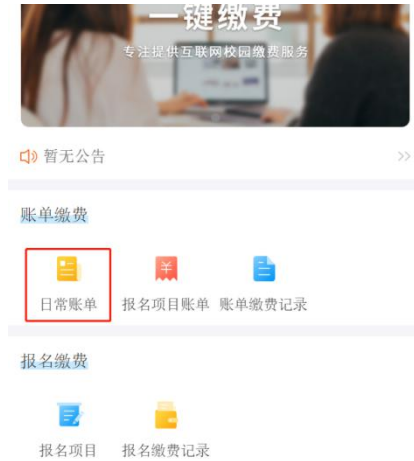 一键缴费
专注提供互联网校园缴费服务
暂无公告
账单缴费
日常账单 报名项目账单 账单缴费记录
报名缴费
报名项目 报名缴费记录